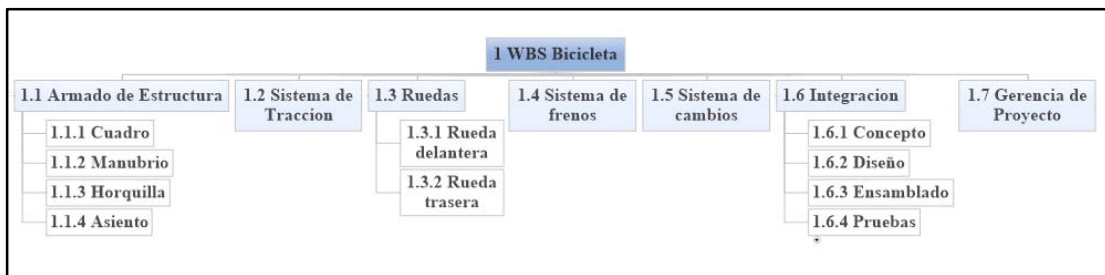 1 WBS Bicicleta
1.1 Armado de Estructura
1.1.1 Cuadro
1.1.2 Manubrio
1.1.3 Horquilla
1.1.4 Asiento
1.2 Sistema de
Traccion
1.3 Ruedas
1.3.1 Rueda
delantera
1.3.2 Rueda
trasera
1.4 Sistema de
frenos
1.5 Sistema de
cambios
1.6 Integracion
1.6.1 Concepto
1.6.2 Diseño
1.6.3 Ensamblado
1.6.4 Pruebas
1.7 Gerencia de
Proyecto